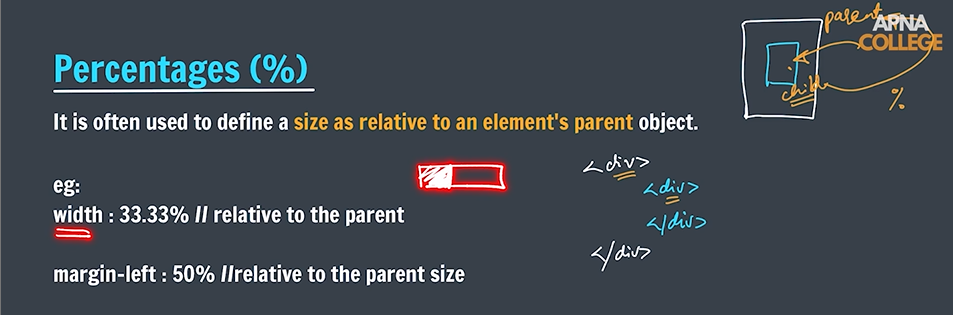 parent
APNA
COLLEGE
Percentages (%)
child
%
It is often used to define a size as relative to an element's parent object.
<div>
eg:
<div>
width : 33.33% // relative to the parent
</div>
</div>
margin-left : 50% //relative to the parent size